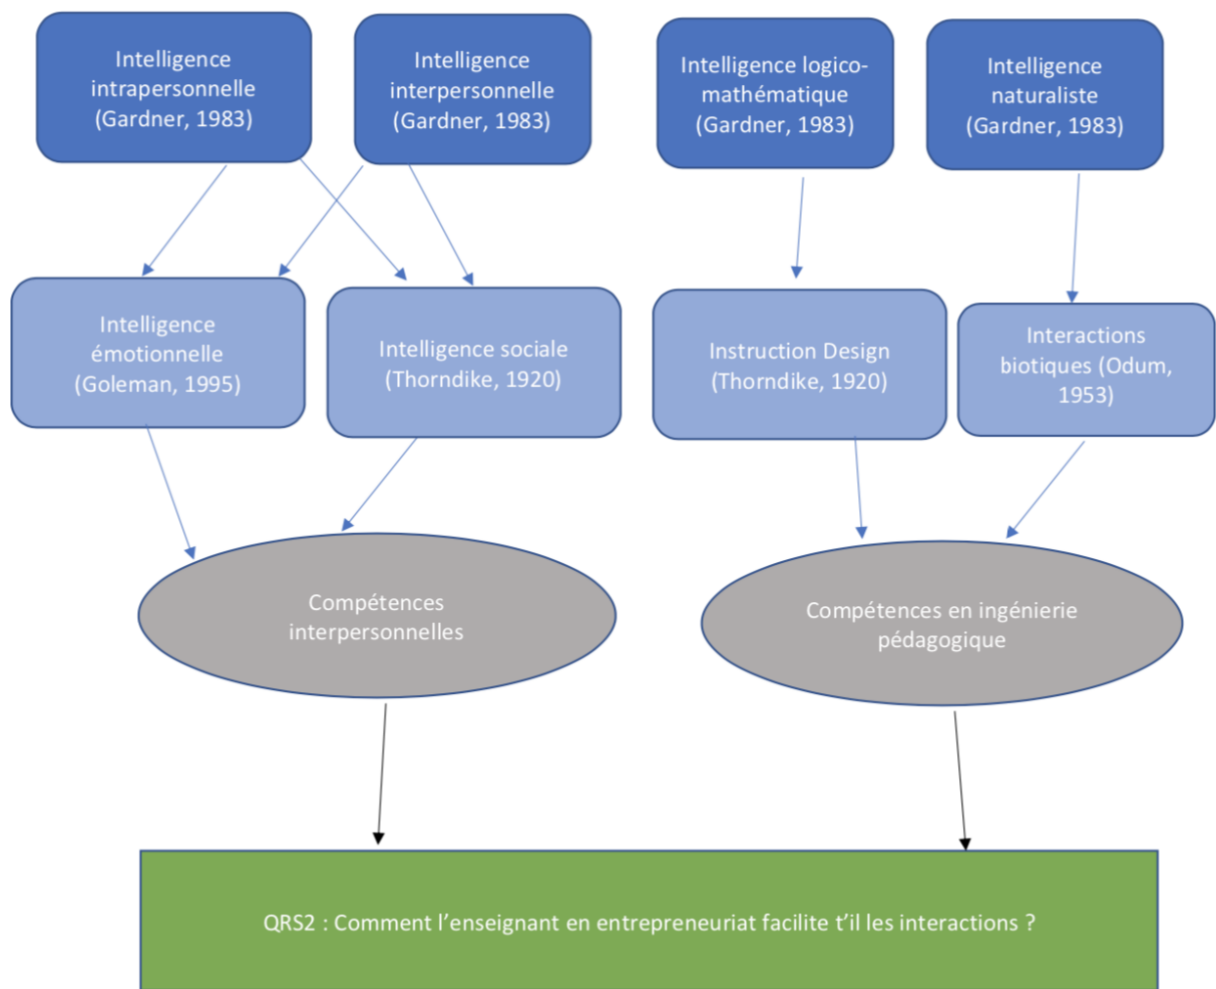 Intelligence
intrapersonnelle
(Gardner, 1983)
Intelligence
interpersonnelle
(Gardner, 1983)
Intelligence logico-
mathématique
(Gardner, 1983)
Intelligence
naturaliste
(Gardner, 1983)
Intelligence
émotionnelle
(Goleman, 1995)
Intelligence sociale
(Thorndike, 1920)
Instruction Design
(Thorndike, 1920)
Interactions
biotiques (Odum,
1953)
Compétences
interpersonnelles
Compétences en ingénierie
pédagogique
QRS2 : Comment l’enseignant en entrepreneuriat facilite t’il les interactions ?